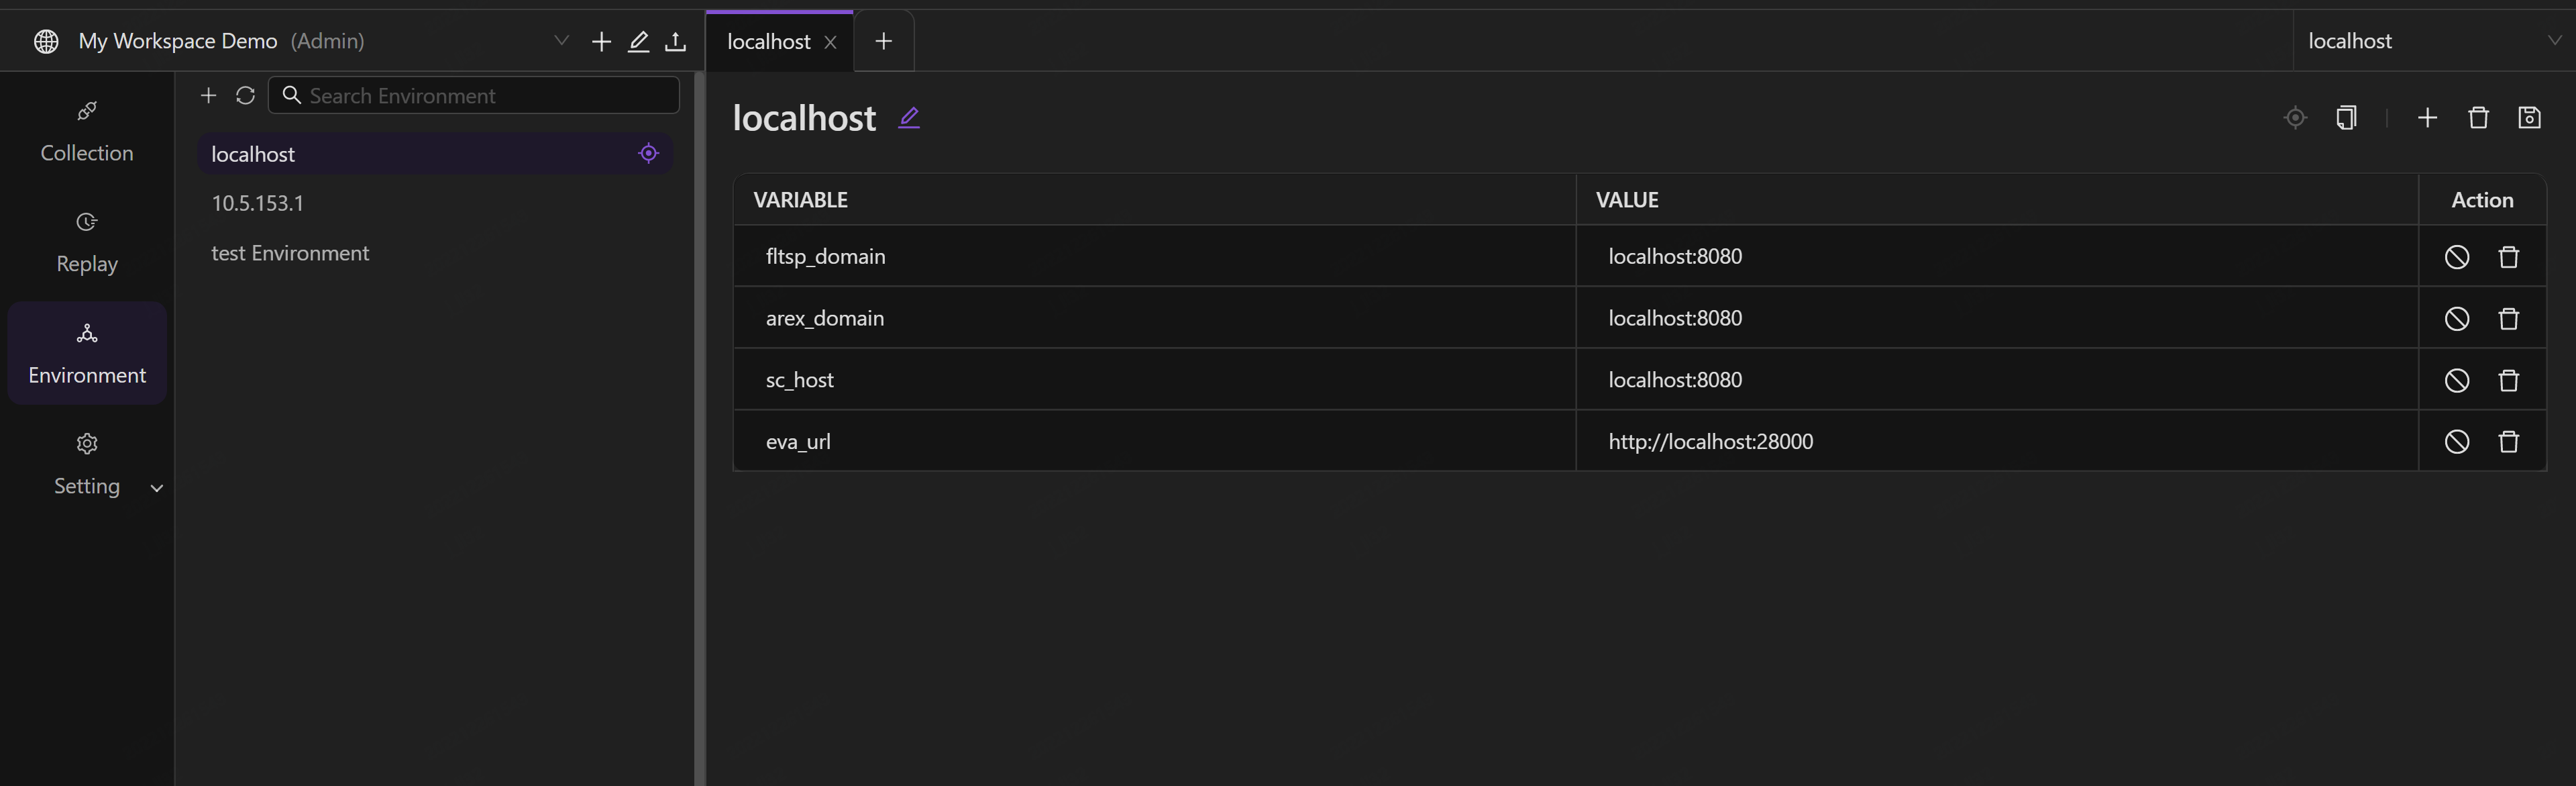 My Workspace Demo (Admin)
localhost
localhost
Collection
Replay
Environment
Setting
Search Environment
localhost
10.5.153.1
test Environment
localhost
VARIABLE VALUE Action
fltsp_domain localhost:8080
arex_domain localhost:8080
sc_host localhost:8080
eva_url http://localhost:28000